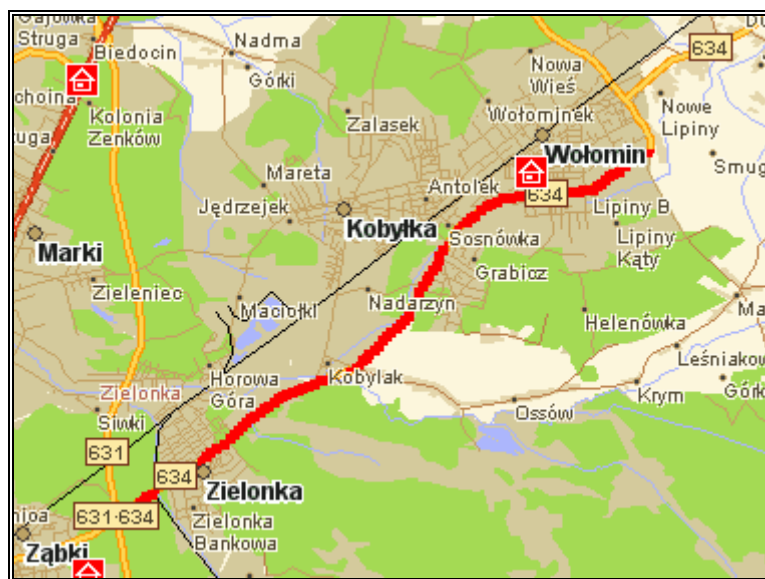 Gajówka
Struga
Biedocin
Nadma
Górki
634
Nowa
Wieś
Kolonia
Zenków
Zalasek
Wołominek
Nowe
Lipiny
Wołomin
Mareta
Antolek
634
Jędrzejek
Lipiny B
Kobyłka
Sosnówka
Lipiny
Kąty
Marki
Grabicz
Zieleniec
Maciołki
Nadarzyn
Helenówka
Horowa
Góra
Kobylak
Zielonka
Krym
Siwki
Ossów
631
634
Zielonka
631·634
Zielonka
Bankowa
Ząbki